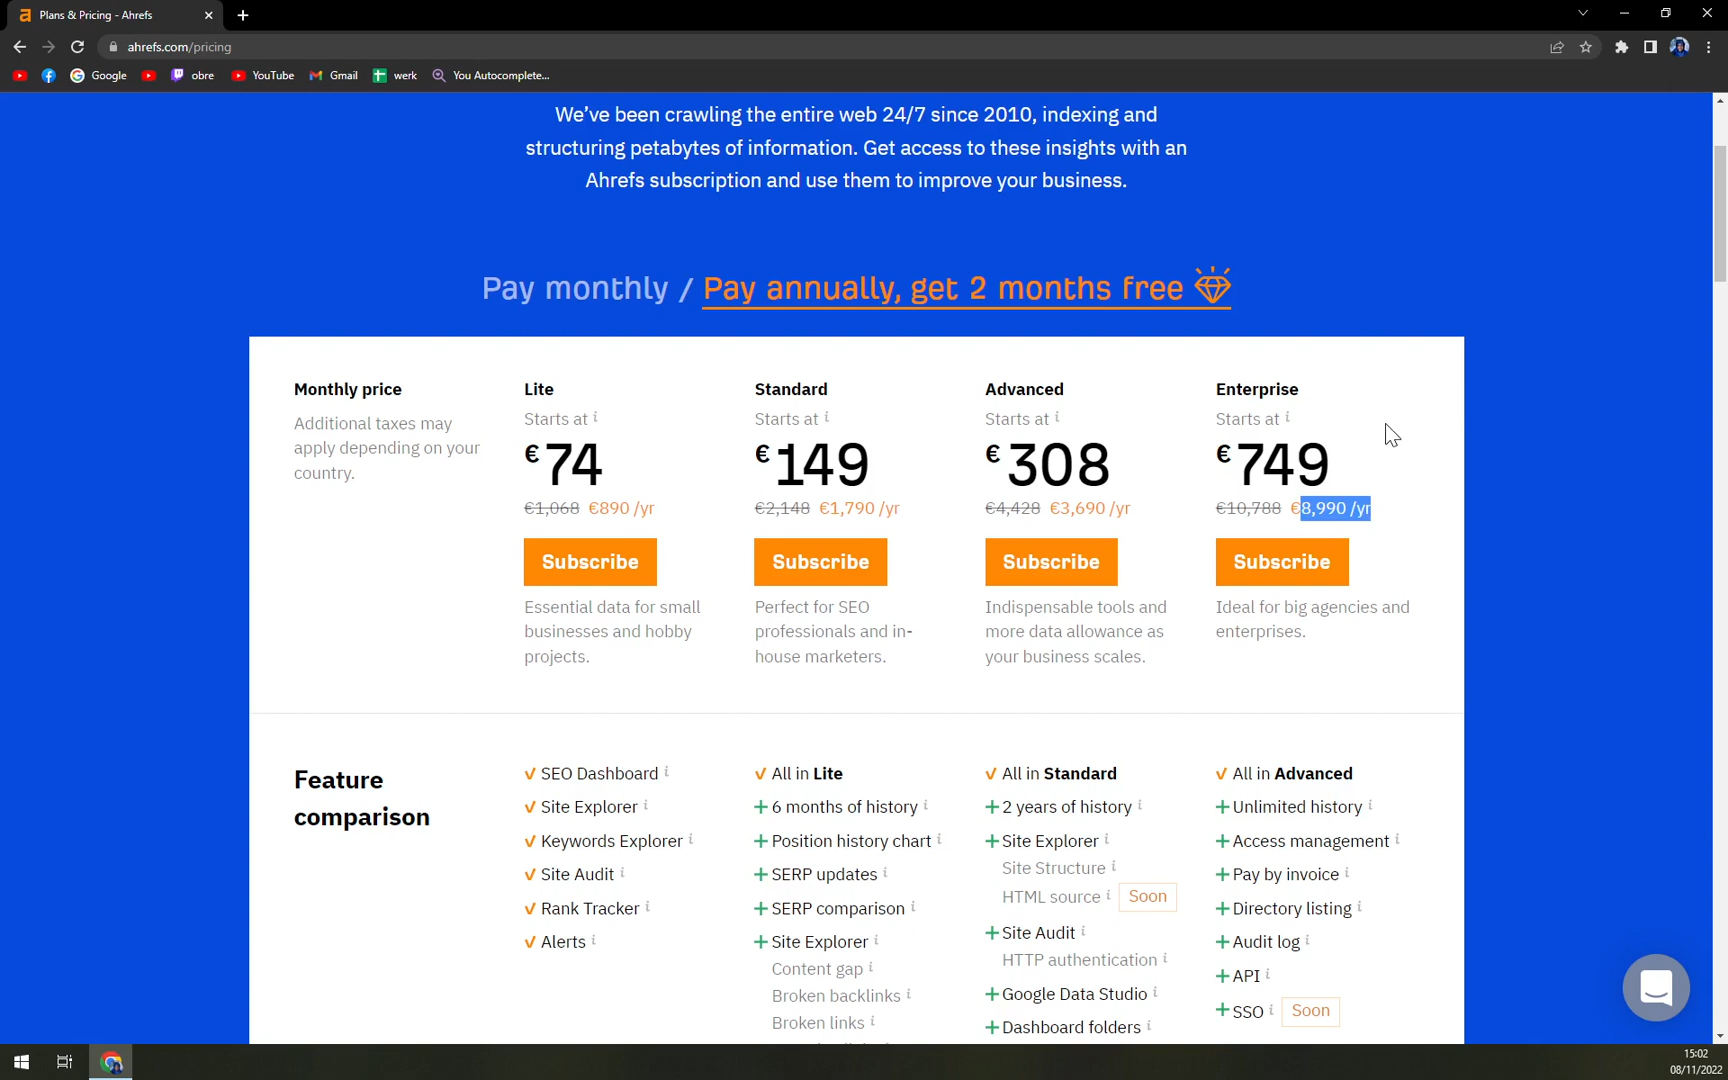 Plans & Pricing - Ahrefs
ahrefs.com/pricing
Google
obre
YouTube
Gmail
werk
You Autocomplete...
We've been crawling the entire web 24/7 since 2010, indexing and
structuring petabytes of information. Get access to these insights with an
Ahrefs subscription and use them to improve your business.
Pay monthly / Pay annually, get 2 months free
Monthly price
Additional taxes may
apply depending on your
country.
Lite
Starts at i
€74
€1,068 €890 /yr
Subscribe
Essential data for small
businesses and hobby
projects.
Standard
Starts at i
€149
€2,148 €1,790 /yr
Subscribe
Perfect for SEO
professionals and in-
house marketers.
Advanced
Starts at i
€308
€4,428 €3,690 /yr
Subscribe
Indispensable tools and
more data allowance as
your business scales.
Enterprise
Starts at i
€749
€10,788 €8,990 /yr
Subscribe
Ideal for big agencies and
enterprises.
Feature
comparison
SEO Dashboard i
Site Explorer i
Keywords Explorer i
Site Audit i
Rank Tracker i
Alerts i
All in Lite
6 months of history i
Position history chart i
SERP updates i
SERP comparison i
Site Explorer i
Content gap i
Broken backlinks i
Broken links i
All in Standard
2 years of history i
Site Explorer i
Site Structure i
HTML source i Soon
Site Audit i
HTTP authentication i
Google Data Studio i
Dashboard folders i
All in Advanced
Unlimited history i
Access management i
Pay by invoice i
Directory listing i
Audit log i
API i
SSO i Soon
15:02
08/11/2022